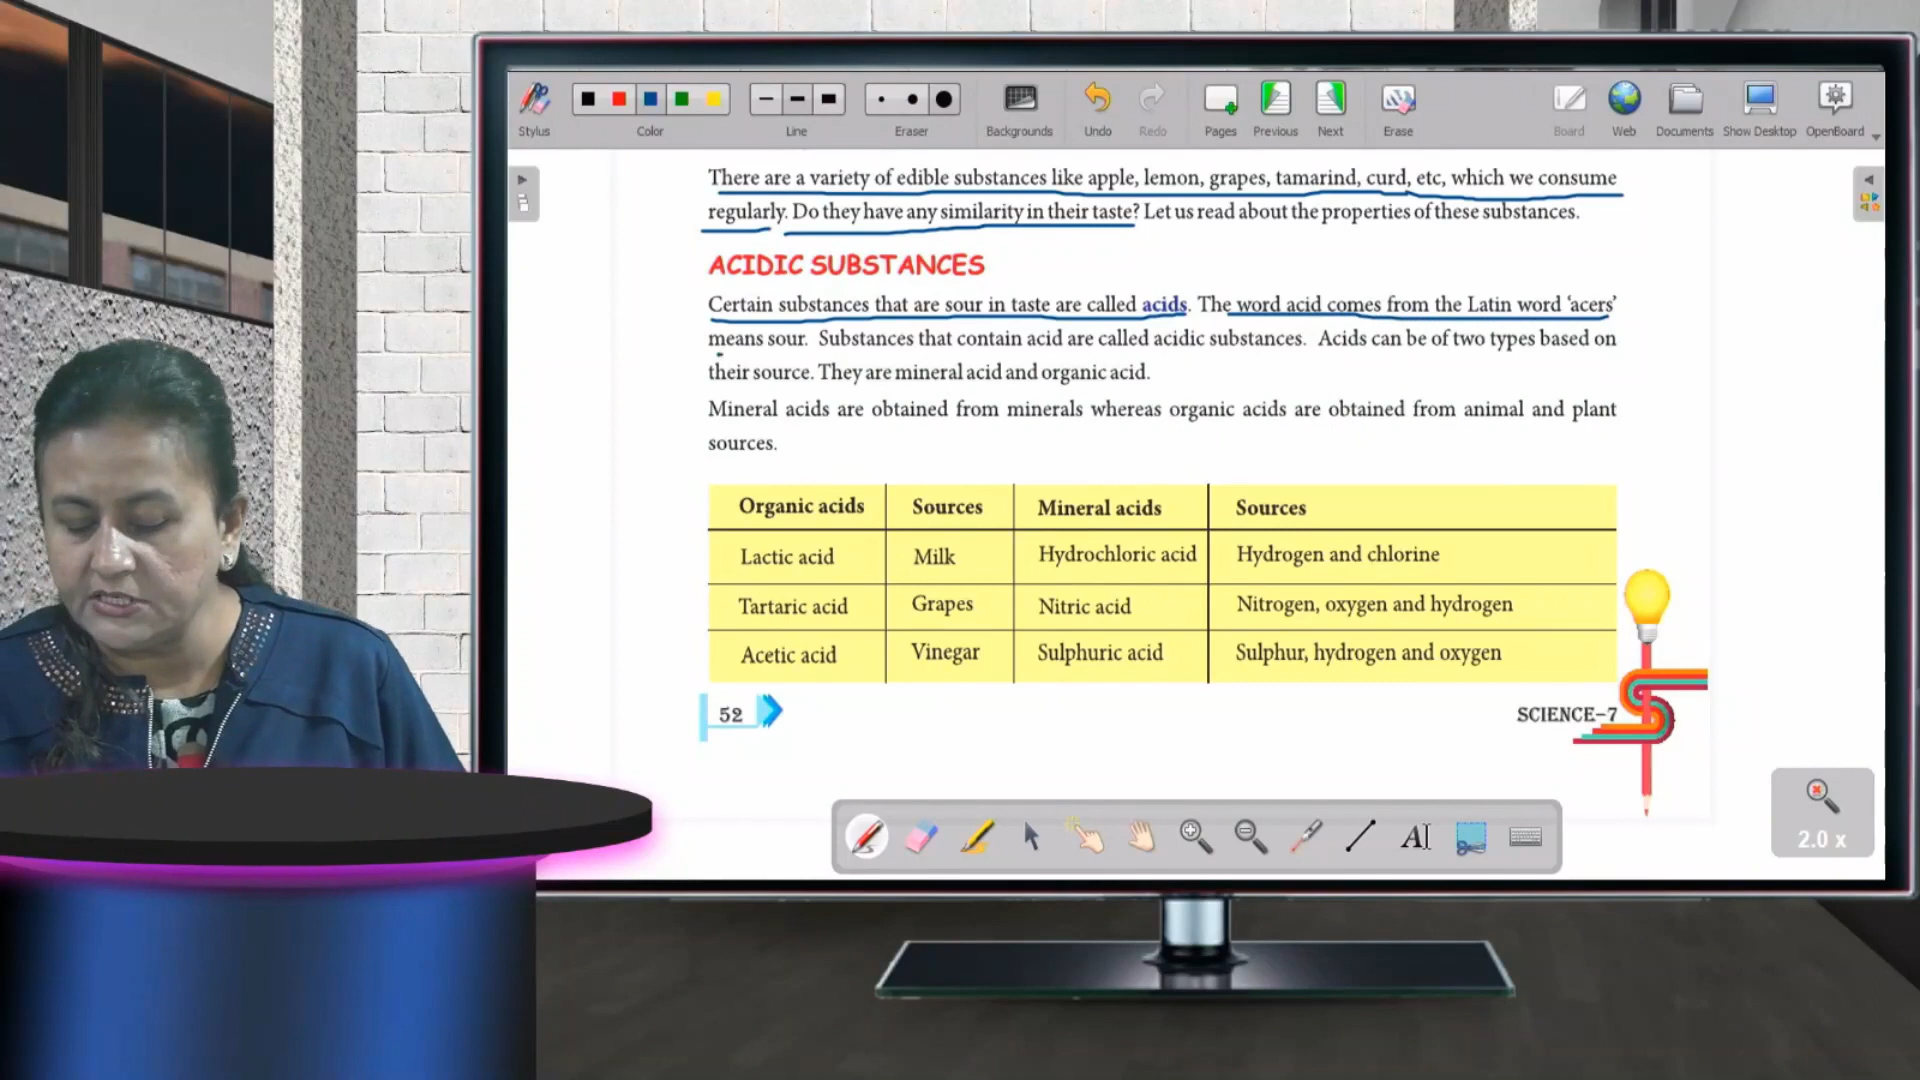 Stylus
Color
Line
Eraser
Backgrounds
Undo
Redo
Pages
Previous
Next
Erase
Board
Web
Documents
Show Desktop
OpenBoard
There are a variety of edible substances like apple, lemon, grapes, tamarind, curd, etc, which we consume
regularly. Do they have any similarity in their taste? Let us read about the properties of these substances.
ACIDIC SUBSTANCES
Certain substances that are sour in taste are called acids. The word acid comes from the Latin word ‘acers’
means sour. Substances that contain acid are called acidic substances. Acids can be of two types based on
their source. They are mineral acid and organic acid.
Mineral acids are obtained from minerals whereas organic acids are obtained from animal and plant
sources.
Organic acids Sources Mineral acids Sources
Lactic acid Milk Hydrochloric acid Hydrogen and chlorine
Tartaric acid Grapes Nitric acid Nitrogen, oxygen and hydrogen
Acetic acid Vinegar Sulphuric acid Sulphur, hydrogen and oxygen
52
SCIENCE–7
AI
2.0 x